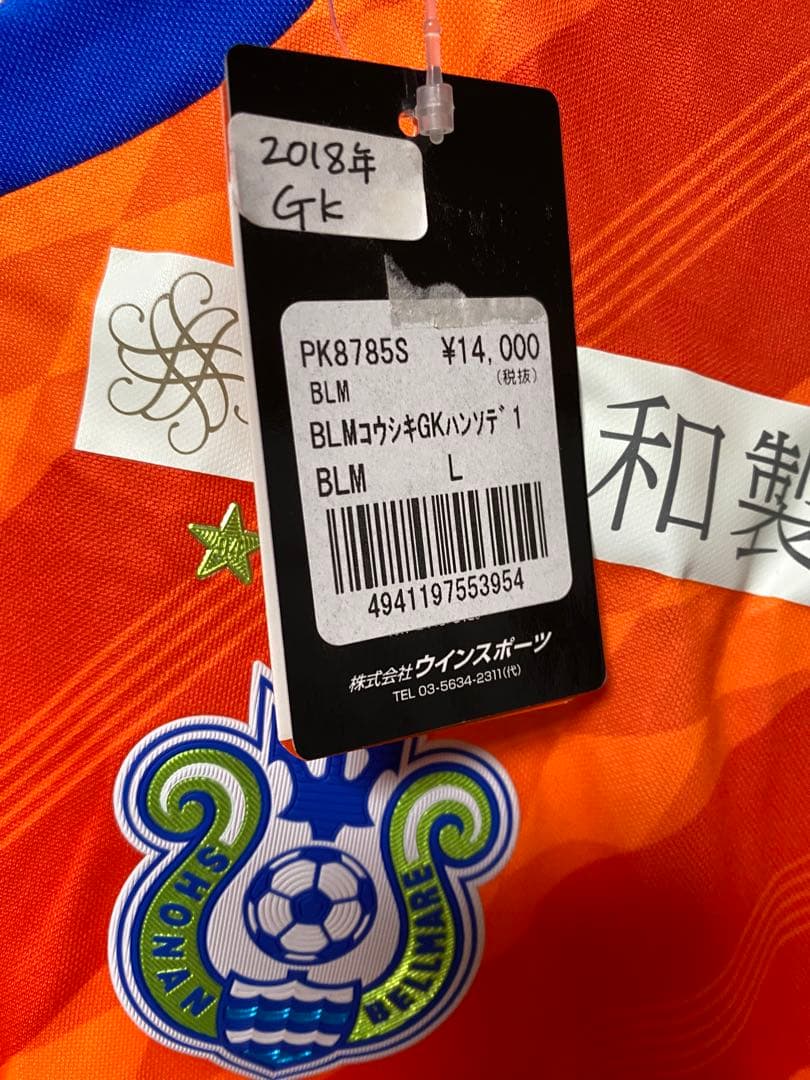 2018年
GK
PK8785S ¥14,000
(税抜)
BLM
BLMコウシキGKハンソデ1
BLM L
4941197553954
株式会社ウインスポーツ
TEL 03-5634-2311(代)
和製
SHONAN
BELLMARE